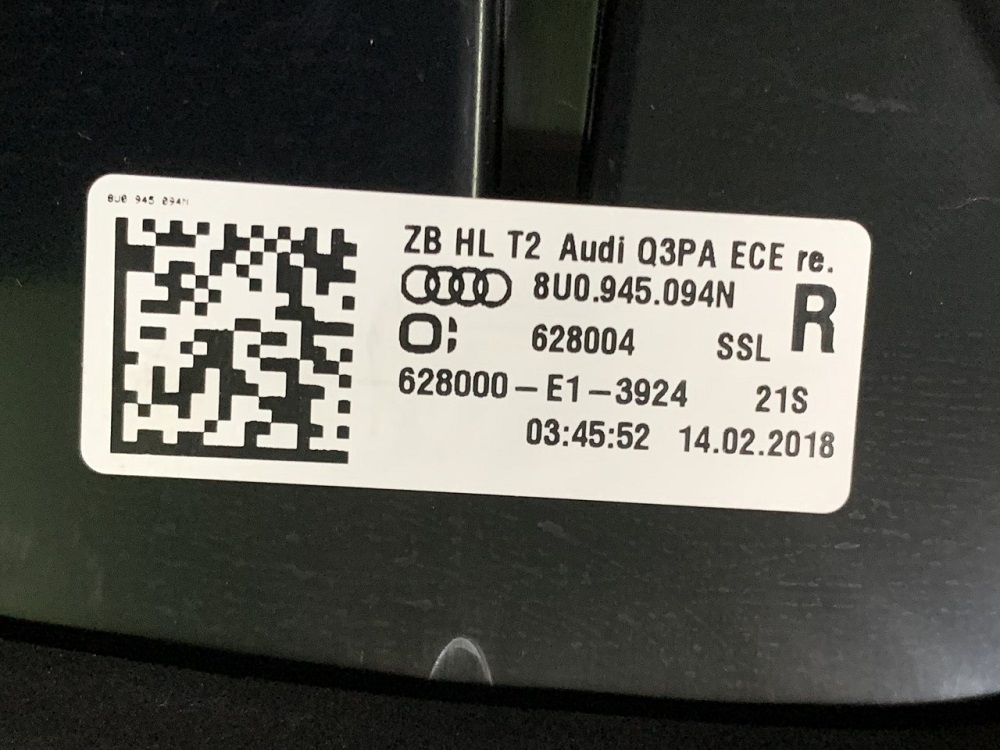 8U0 945 094N
ZB HL T2 Audi Q3PA ECE re.
8U0.945.094N
R
628004 SSL
628000-E1-3924 21S
03:45:52 14.02.2018